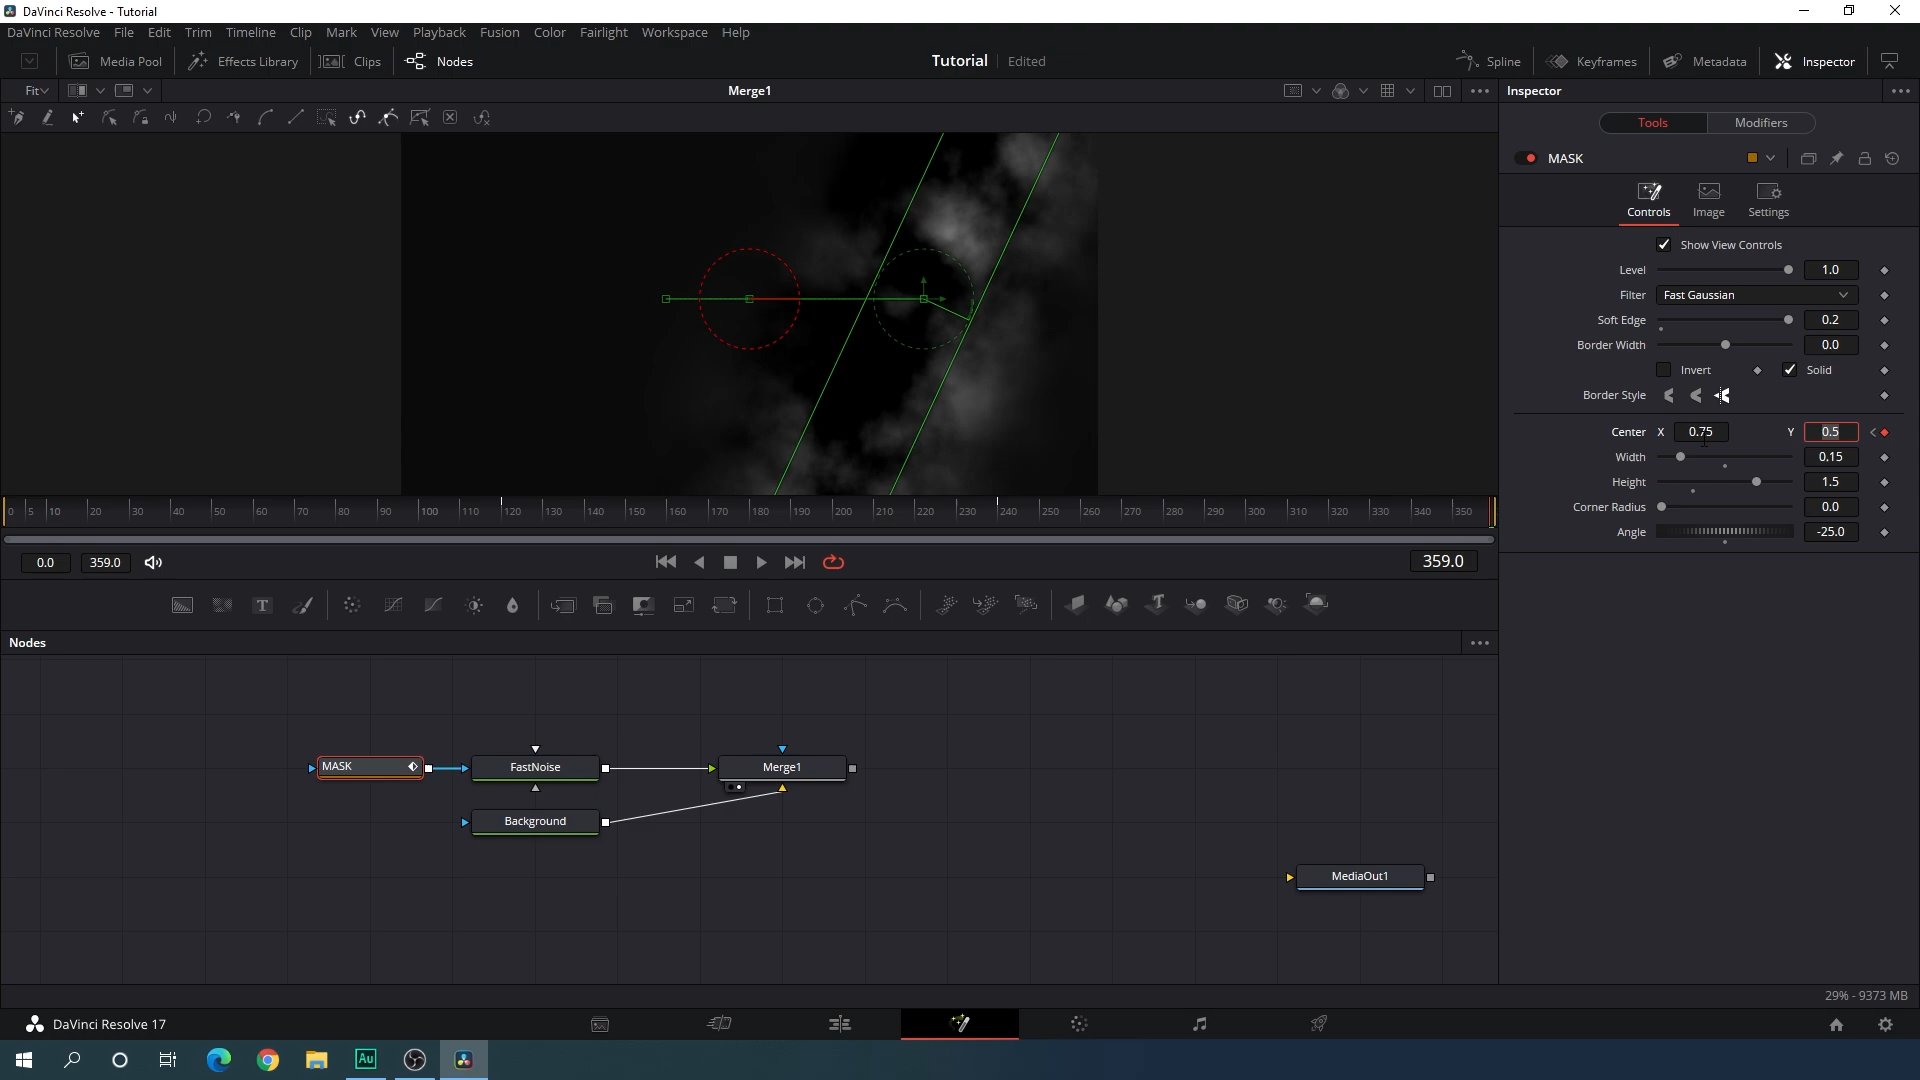 DaVinci Resolve - Tutorial
DaVinci Resolve File Edit Trim Timeline Clip Mark View Playback Fusion Color Fairlight Workspace Help
Media Pool Effects Library Clips Nodes Tutorial Edited Spline Keyframes Metadata Inspector
Fit Merge1 Inspector
Tools Modifiers
MASK
Controls Image Settings
Show View Controls
Level 1.0
Filter Fast Gaussian
Soft Edge 0.2
Border Width 0.0
Invert Solid
Border Style
Center X 0.75 Y 0.5
Width 0.15
Height 1.5
Corner Radius 0.0
Angle -25.0
0 5 10 20 30 40 50 60 70 80 90 100 110 120 130 140 150 160 170 180 190 200 210 220 230 240 250 260 270 280 290 300 310 320 330 340 350
0.0 359.0 359.0
T
Nodes
MASK FastNoise Merge1
Background
MediaOut1
29% - 9373 MB
DaVinci Resolve 17
Au